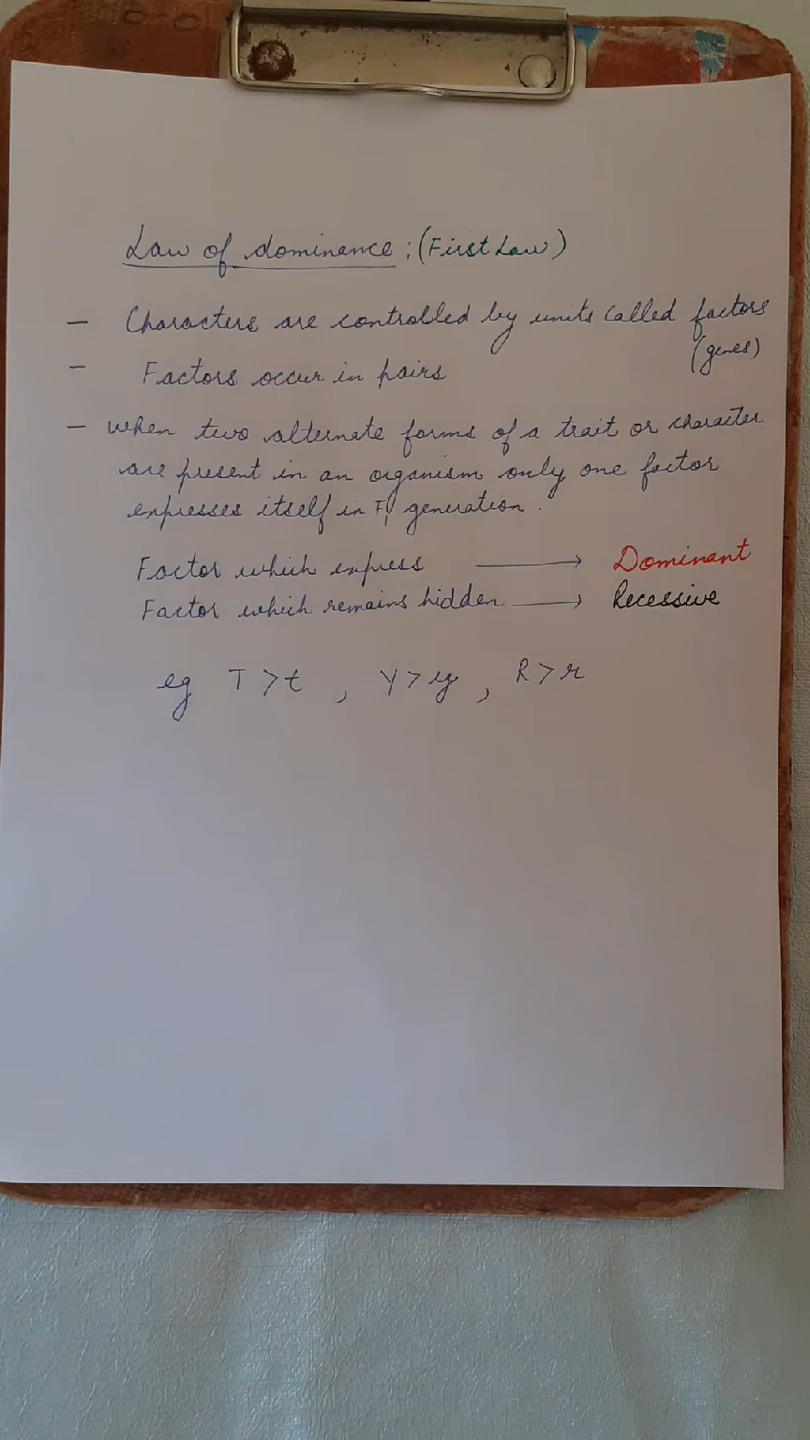 Law of dominance : (First Law)
- Characters are controlled by units called factors
(genes)
- Factors occur in pairs
- when two alternate forms of a trait or character
are present in an organism only one factor
expresses itself in F₁ generation.
Factor which express → Dominant
Factor which remains hidden → Recessive
eg T > t , Y > y , R > r